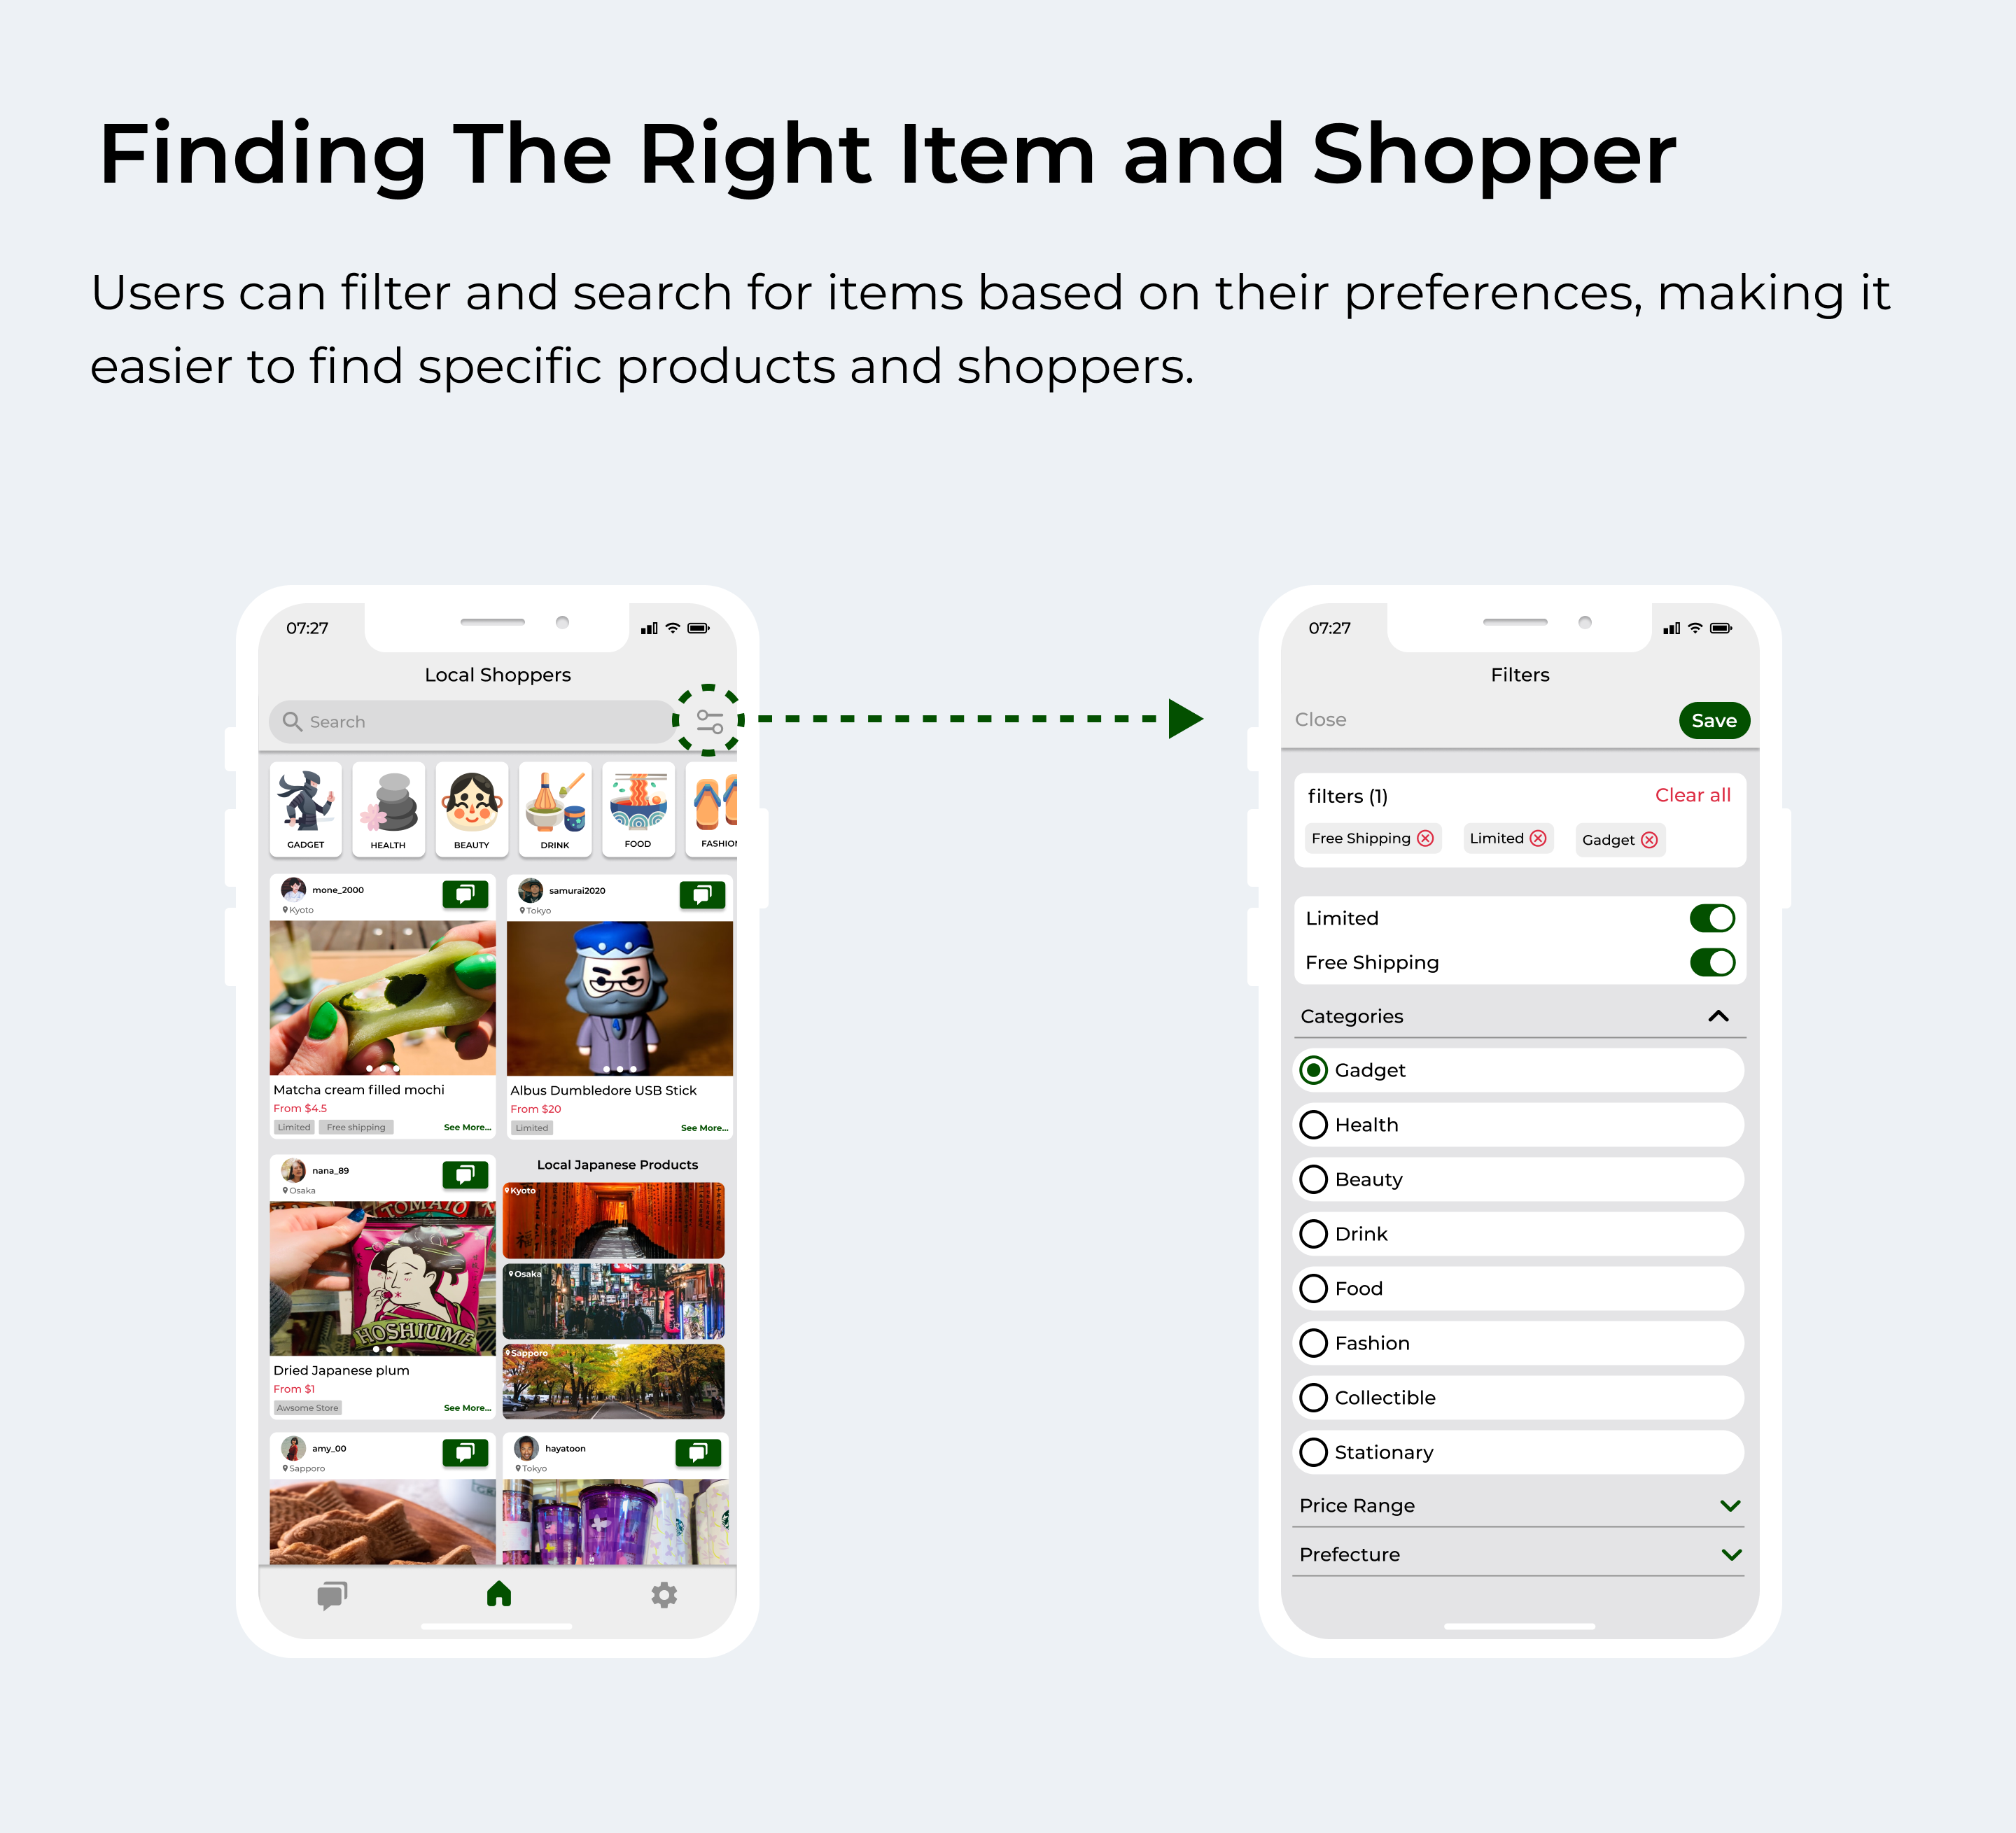 Finding The Right Item and Shopper
Users can filter and search for items based on their preferences, making it
easier to find specific products and shoppers.
07:27
Local Shoppers
Search
GADGET
HEALTH
BEAUTY
DRINK
FOOD
FASHION
mone_2000
Kyoto
Matcha cream filled mochi
From $4.5
Limited
Free shipping
See More...
samurai2020
Tokyo
Albus Dumbledore USB Stick
From $20
Limited
See More...
nana_89
Osaka
TOMATO
HOSHIUME
Dried Japanese plum
From $1
Awsome Store
See More...
Local Japanese Products
Kyoto
Osaka
Sapporo
amy_00
Sapporo
hayatoon
Tokyo
07:27
Filters
Close
Save
filters (1)
Clear all
Free Shipping
Limited
Gadget
Limited
Free Shipping
Categories
Gadget
Health
Beauty
Drink
Food
Fashion
Collectible
Stationary
Price Range
Prefecture